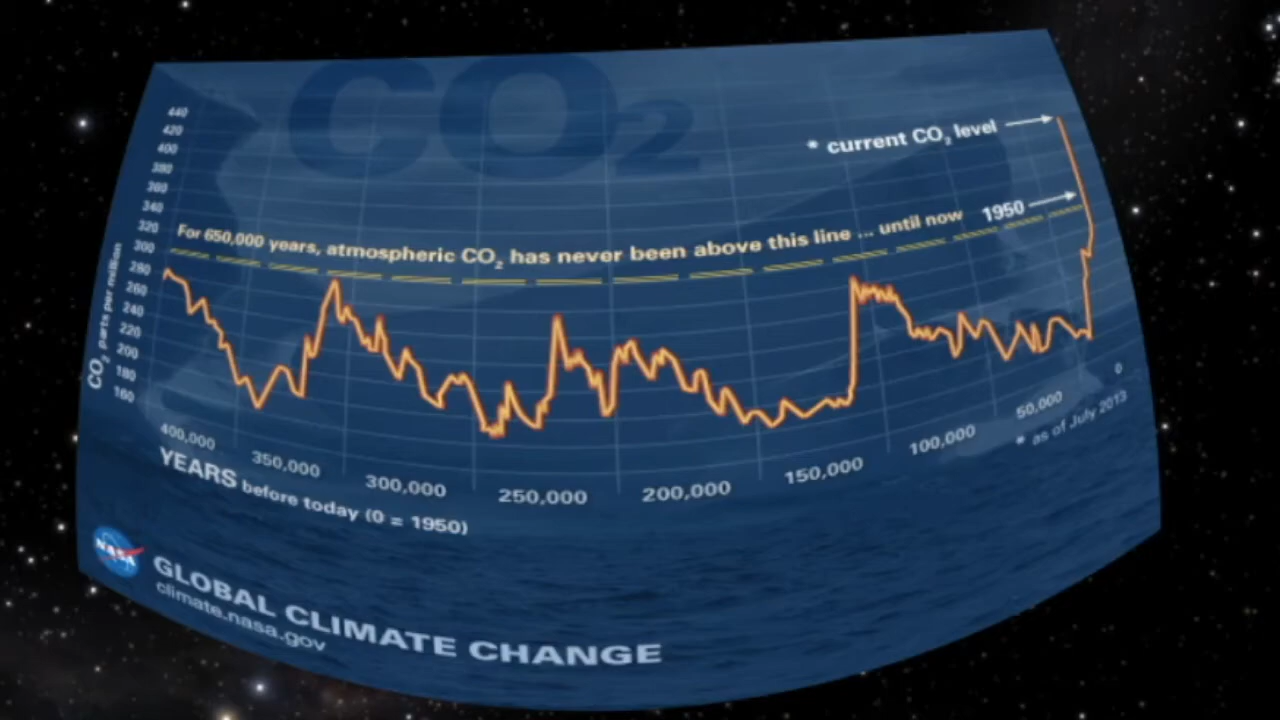 CO2
440
420
400
380
360
340
320
300
280
260
240
220
200
180
160
CO2 parts per million
* current CO2 level
1950
For 650,000 years, atmospheric CO2 has never been above this line ... until now
400,000
350,000
300,000
250,000
200,000
150,000
100,000
50,000
0
YEARS before today (0 = 1950)
* as of July 2013
NASA
GLOBAL CLIMATE CHANGE
climate.nasa.gov